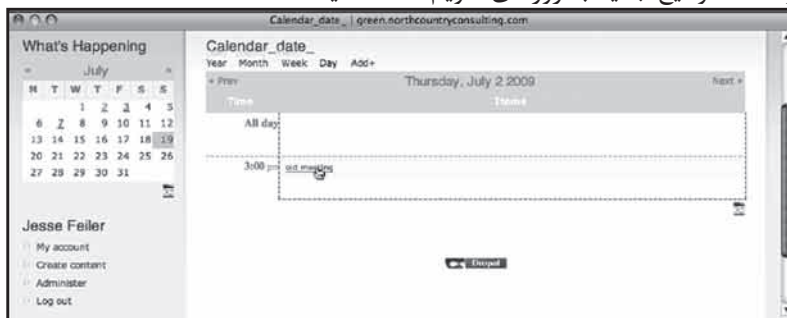 Calendar_date_ | green.northcountryconsulting.com
What's Happening
« July »
M T W T F S S
1 2 3 4 5
6 7 8 9 10 11 12
13 14 15 16 17 18 19
20 21 22 23 24 25 26
27 28 29 30 31
Jesse Feiler
My account
Create content
Administer
Log out
Calendar_date_
Year Month Week Day Add+
« Prev Thursday, July 2 2009 Next »
Time Items
All day
3:00 pm
Drupal